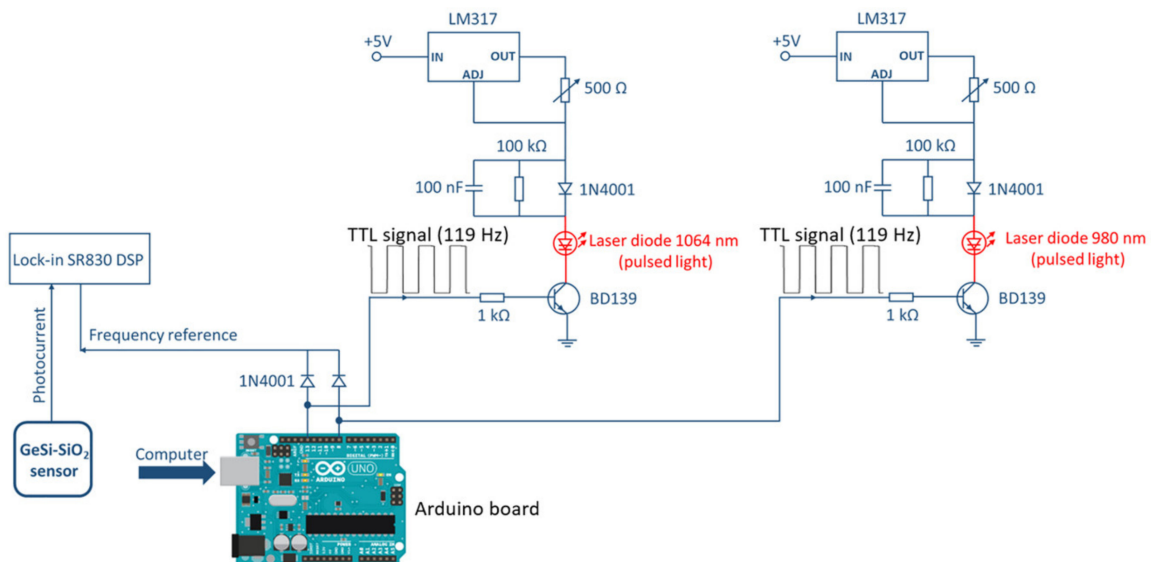 LM317
+5V
IN
OUT
ADJ
500 Ω
100 kΩ
100 nF
1N4001
TTL signal (119 Hz)
Laser diode 1064 nm
(pulsed light)
1 kΩ
BD139
LM317
+5V
IN
OUT
ADJ
500 Ω
100 kΩ
100 nF
1N4001
TTL signal (119 Hz)
Laser diode 980 nm
(pulsed light)
1 kΩ
BD139
Lock-in SR830 DSP
Photocurrent
Frequency reference
1N4001
GeSi-SiO₂
sensor
Computer
UNO
ARDUINO
Arduino board